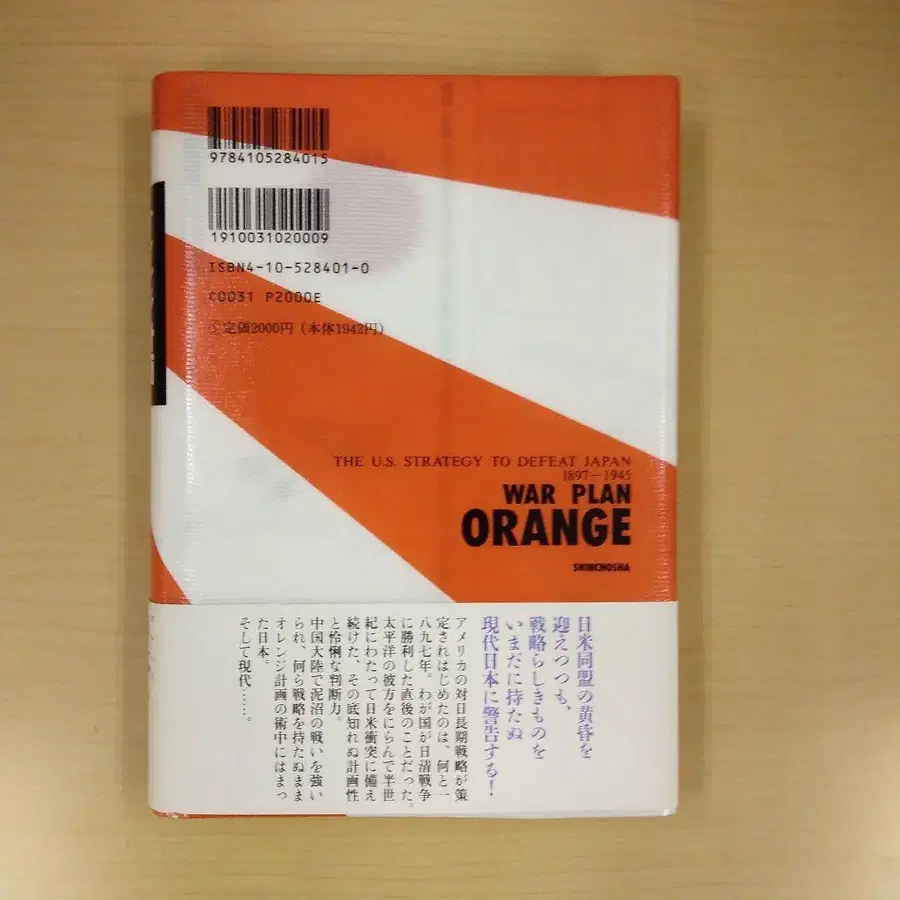 9784105284015
1910031020009
ISBN4-10-528401-0
C0031 P2000E
定価2000円(本体1942円)
THE U.S. STRATEGY TO DEFEAT JAPAN
1897-1945
WAR PLAN
ORANGE
SHINCHOSHA
日米同盟の黄昏を
迎えつつも、
戦略らしきものを
いまだに持たぬ
現代日本に警告する!
アメリカの対日長期戦略が策
定されはじめたのは、何と一
八九七年。わが国が日清戦争
に勝利した直後のことだった。
太平洋の彼方をにらんで半世
紀にわたって日米衝突に備え
続けた、その底知れぬ計画性
と怜悧な判断力。
中国大陸で泥沼の戦いを強い
られ、何ら戦略を持たぬまま
オレンジ計画の術中にはまっ
た日本。
そして現代……。